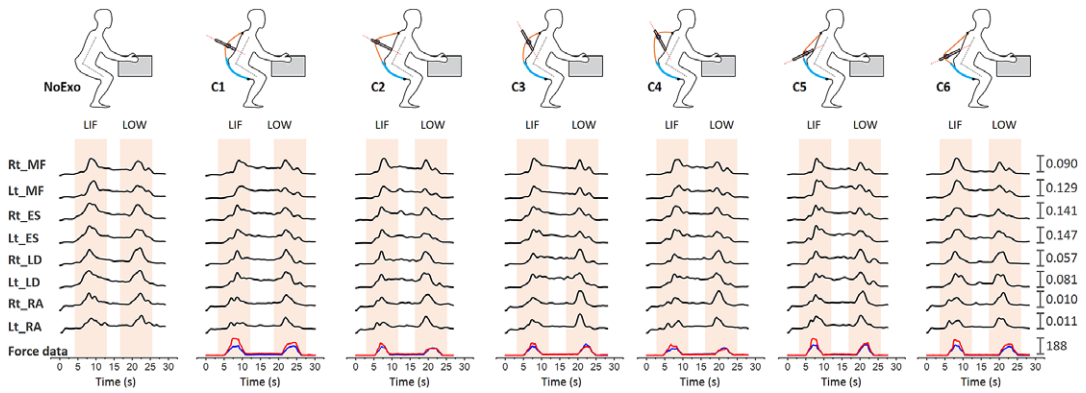 NoExo C1 C2 C3 C4 C5 C6
LIF LOW LIF LOW LIF LOW LIF LOW LIF LOW LIF LOW LIF LOW
Rt_MF 0.090
Lt_MF 0.129
Rt_ES 0.141
Lt_ES 0.147
Rt_LD 0.057
Lt_LD 0.081
Rt_RA 0.010
Lt_RA 0.011
Force data 188
0 5 10 15 20 25 30 0 5 10 15 20 25 30 0 5 10 15 20 25 30 0 5 10 15 20 25 30 0 5 10 15 20 25 30 0 5 10 15 20 25 30 0 5 10 15 20 25 30
Time (s) Time (s) Time (s) Time (s) Time (s) Time (s) Time (s)